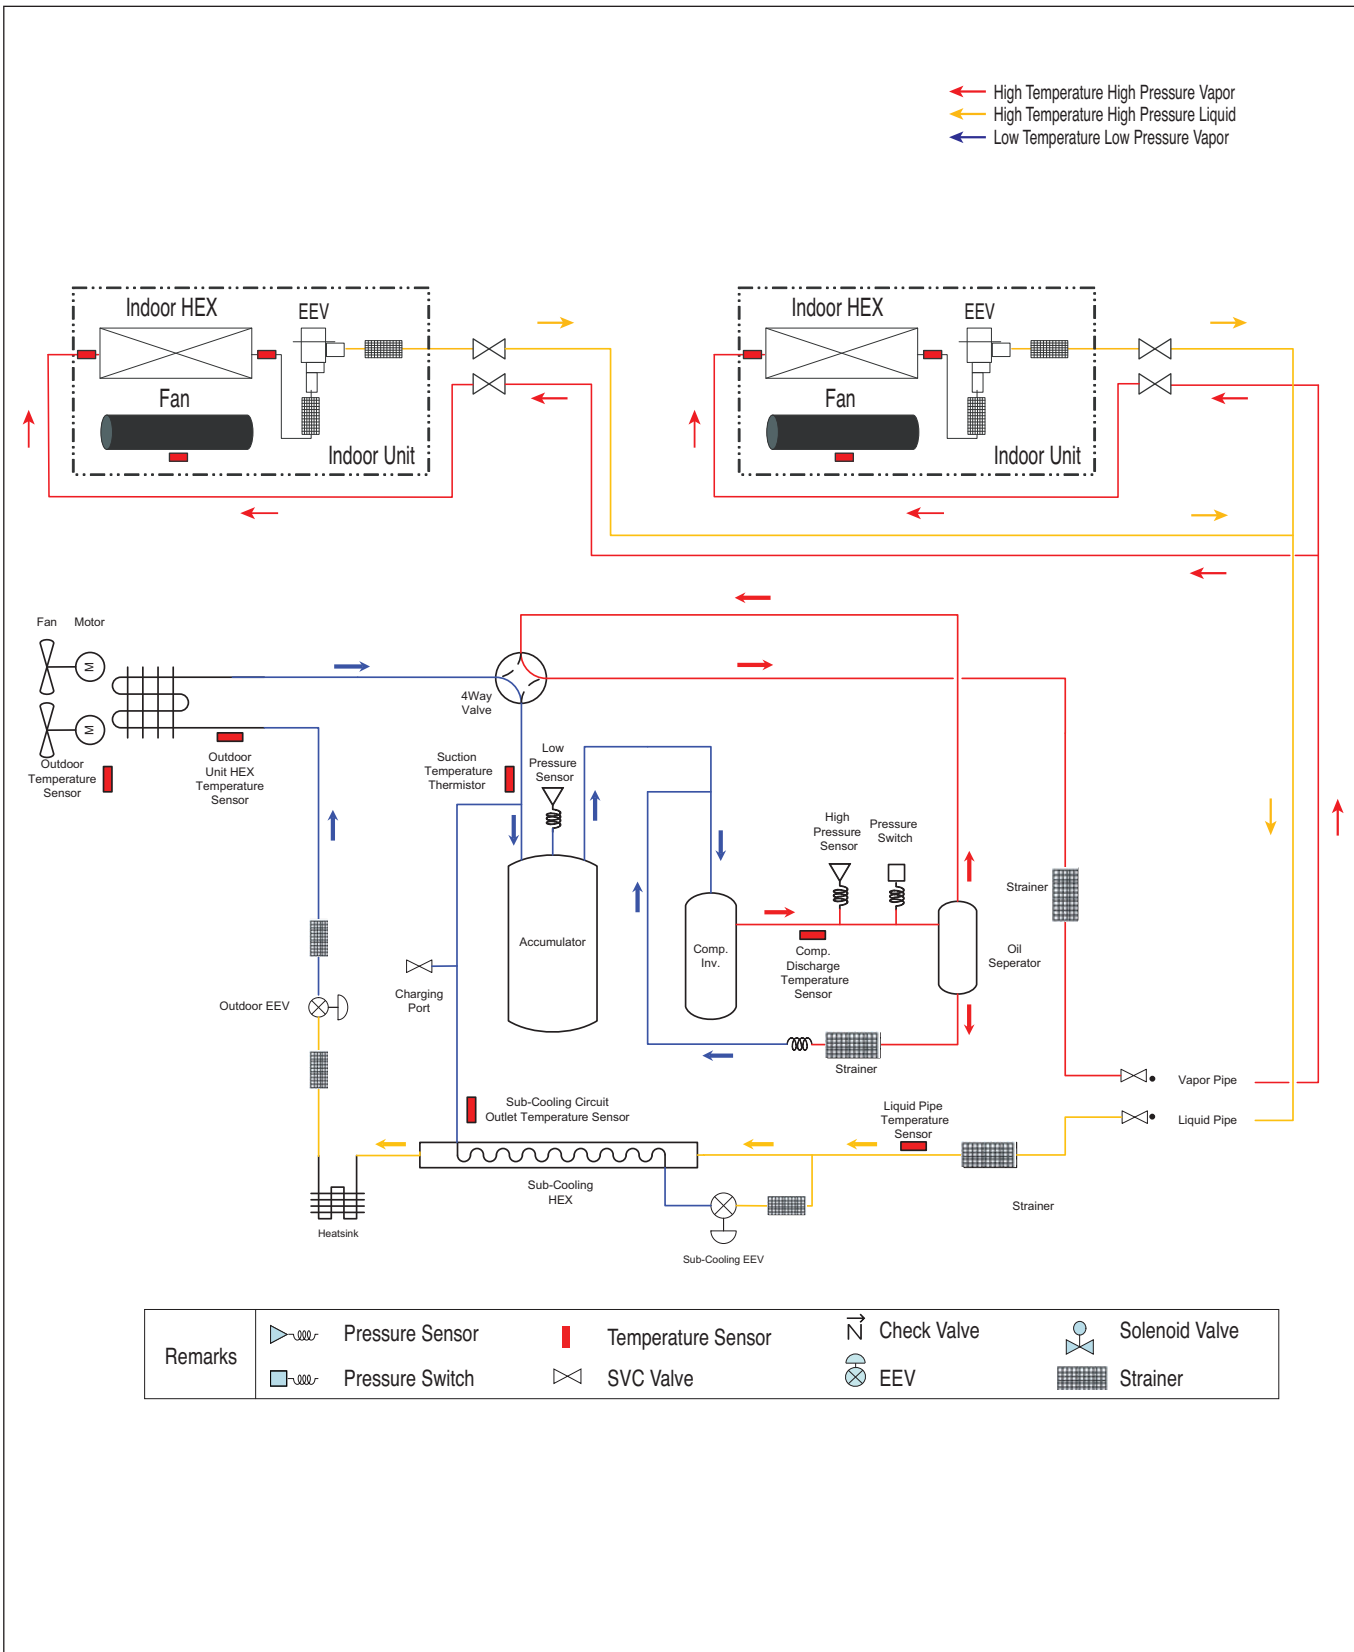 High Temperature High Pressure Vapor
High Temperature High Pressure Liquid
Low Temperature Low Pressure Vapor
Indoor HEX
EEV
Fan
Indoor Unit
Indoor HEX
EEV
Fan
Indoor Unit
Fan
Motor
M
M
4Way
Valve
Outdoor
Temperature
Sensor
Outdoor
Unit HEX
Temperature
Sensor
Suction
Temperature
Thermistor
Low
Pressure
Sensor
High
Pressure
Sensor
Pressure
Switch
Strainer
Accumulator
Comp.
Inv.
Comp.
Discharge
Temperature
Sensor
Oil
Seperator
Charging
Port
Outdoor EEV
Strainer
Vapor Pipe
Sub-Cooling Circuit
Outlet Temperature Sensor
Liquid Pipe
Temperature
Sensor
Liquid Pipe
Sub-Cooling
HEX
Strainer
Heatsink
Sub-Cooling EEV
Remarks
Pressure Sensor
Temperature Sensor
Check Valve
Solenoid Valve
Pressure Switch
SVC Valve
EEV
Strainer